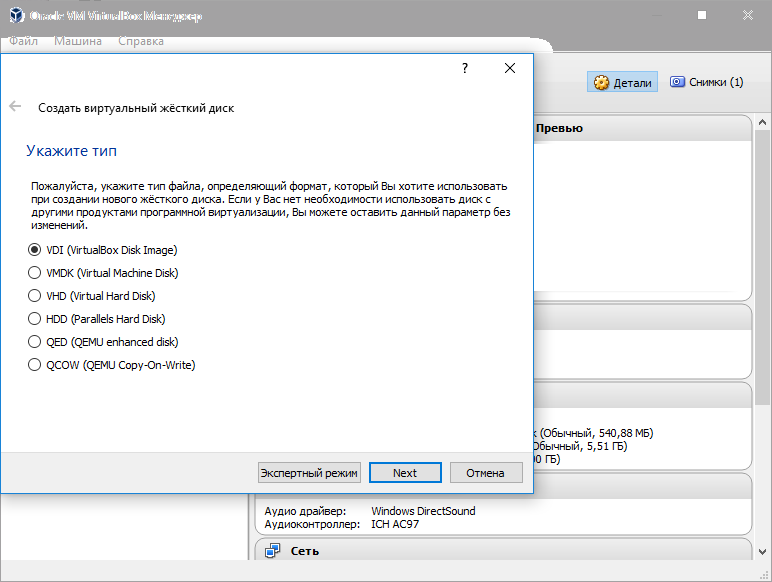 Oracle VM VirtualBox Менеджер
Файл Машина Справка
?
Детали Снимки (1)
Создать виртуальный жёсткий диск
Превью
Укажите тип
Пожалуйста, укажите тип файла, определяющий формат, который Вы хотите использовать
при создании нового жёсткого диска. Если у Вас нет необходимости использовать диск с
другими продуктами программной виртуализации, Вы можете оставить данный параметр без
изменений.
VDI (VirtualBox Disk Image)
VMDK (Virtual Machine Disk)
VHD (Virtual Hard Disk)
HDD (Parallels Hard Disk)
QED (QEMU enhanced disk)
QCOW (QEMU Copy-On-Write)
(Обычный, 540,88 МБ)
Обычный, 5,51 ГБ)
ГБ)
Экспертный режим Next Отмена
Аудио драйвер: Windows DirectSound
Аудиоконтроллер: ICH AC97
Сеть